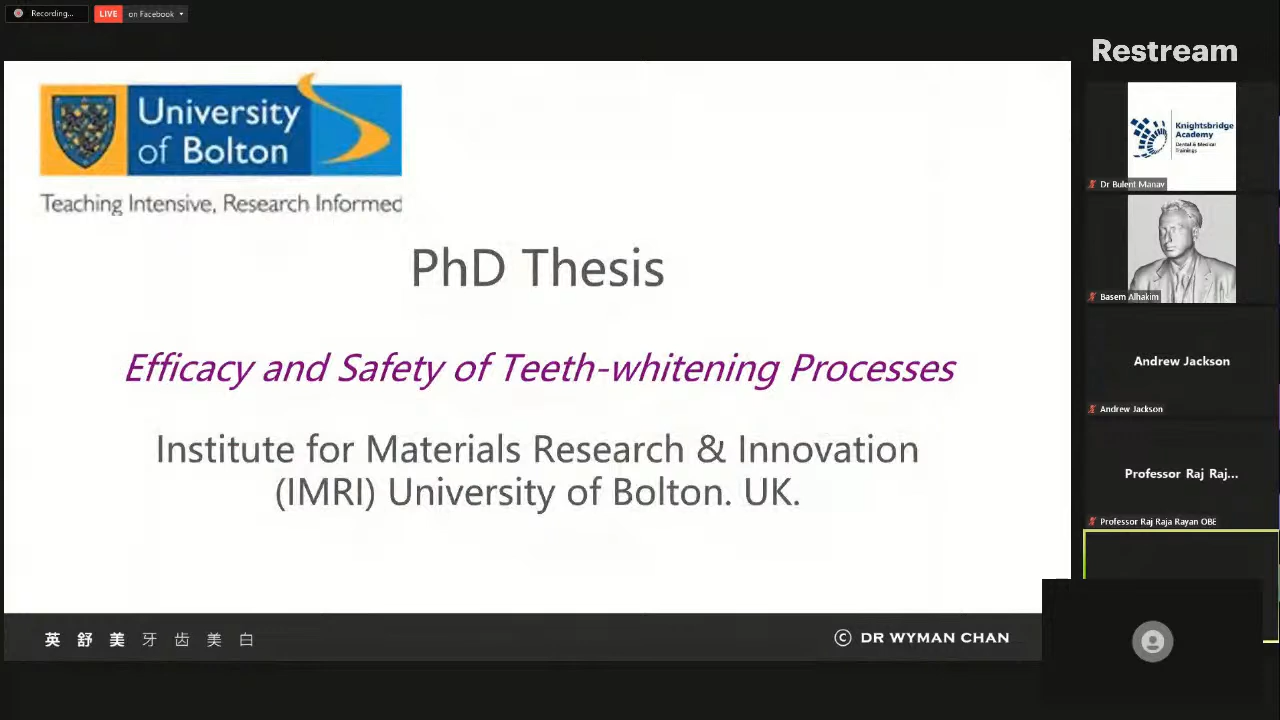 Recording...
LIVE on Facebook
Restream
University
of Bolton
Teaching Intensive, Research Informed
PhD Thesis
Efficacy and Safety of Teeth-whitening Processes
Institute for Materials Research & Innovation
(IMRI) University of Bolton. UK.
英舒美牙齿美白
© DR WYMAN CHAN
Knightsbridge
Academy
Dental & Medical
Trainings
Dr Bulent Manav
Basem Alhakim
Andrew Jackson
Andrew Jackson
Professor Raj Raj...
Professor Raj Raja Rayan OBE